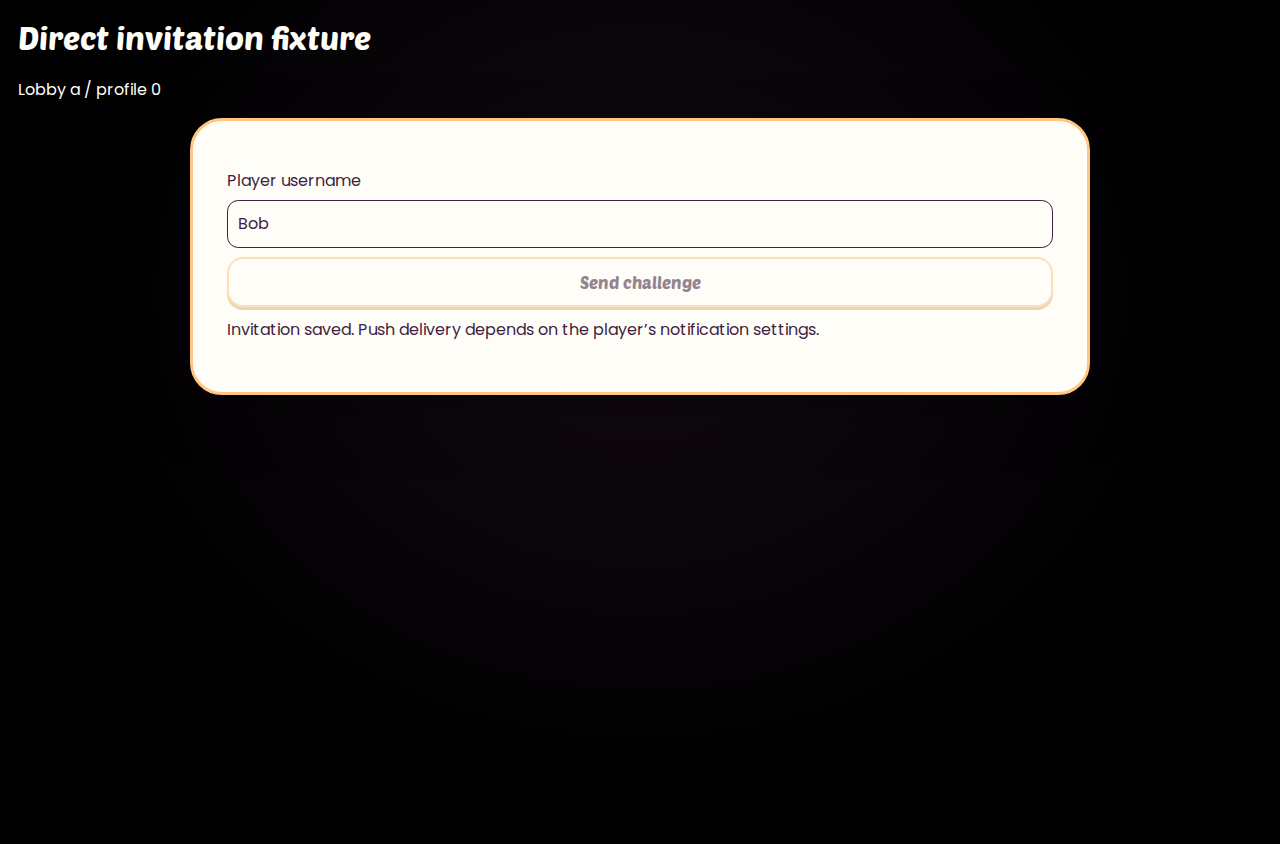 Direct invitation fixture
Lobby a / profile 0
Player username
Bob
Send challenge
Invitation saved. Push delivery depends on the player’s notification settings.